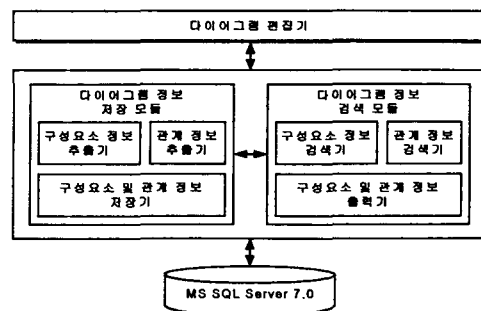 다이어그램 편집기
다이어그램 정보
저장 모듈
구성요소 정보
추출기
관계 정보
추출기
구성요소 및 관계 정보
저장기
다이어그램 정보
검색 모듈
구성요소 정보
검색기
관계 정보
검색기
구성요소 및 관계 정보
출력기
MS SQL Server 7.0